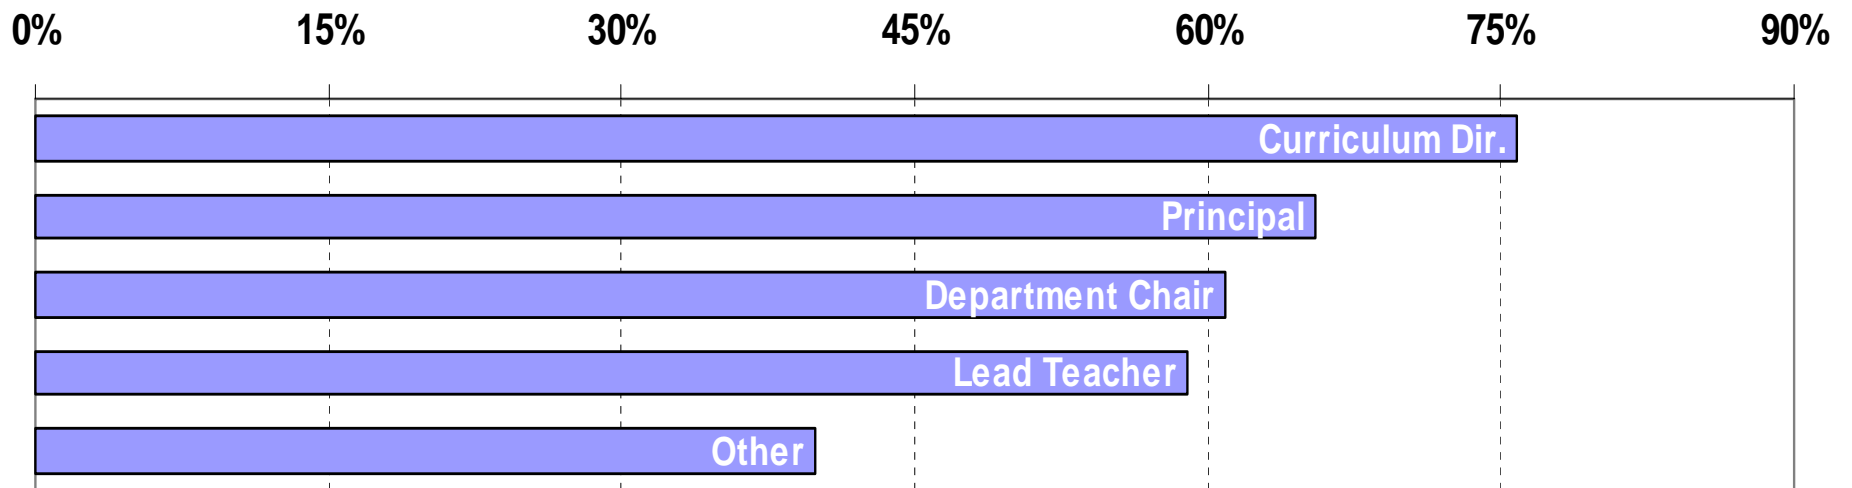 0% 15% 30% 45% 60% 75% 90%
Curriculum Dir.
Principal
Department Chair
Lead Teacher
Other